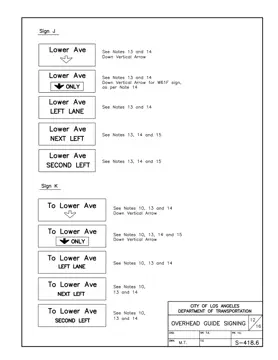 Sign J
Lower Ave
See Notes 13 and 14
Down Vertical Arrow
Lower Ave
ONLY
See Notes 13 and 14
Down Vertical Arrow for W61F sign,
as per Note 14
Lower Ave
LEFT LANE
See Notes 13 and 14
Lower Ave
NEXT LEFT
See Notes 13, 14 and 15
Lower Ave
SECOND LEFT
See Notes 13, 14 and 15
Sign K
To Lower Ave
See Notes 10, 13 and 14
Down Vertical Arrow
To Lower Ave
ONLY
See Notes 10, 13, 14 and 15
Down Vertical Arrow
To Lower Ave
LEFT LANE
See Notes 10, 13 and 14
To Lower Ave
NEXT LEFT
See Notes 10,
13 and 14
To Lower Ave
SECOND LEFT
See Notes 10,
13 and 14
CITY OF LOS ANGELES
DEPARTMENT OF TRANSPORTATION
OVERHEAD GUIDE SIGNING
12/16
M.T.
S-418.6